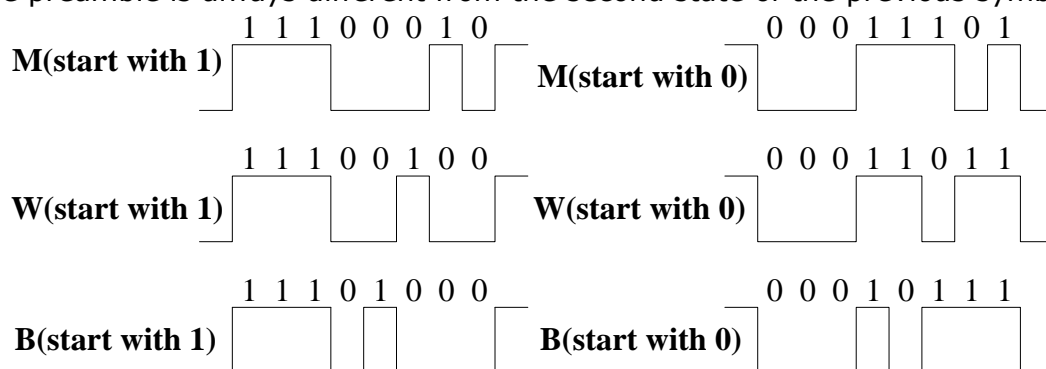 preamble is always different from the second state of the previous symb
1 1 1 0 0 0 1 0
M(start with 1)
0 0 0 1 1 1 0 1
M(start with 0)
1 1 1 0 0 1 0 0
W(start with 1)
0 0 0 1 1 0 1 1
W(start with 0)
1 1 1 0 1 0 0 0
B(start with 1)
0 0 0 1 0 1 1 1
B(start with 0)